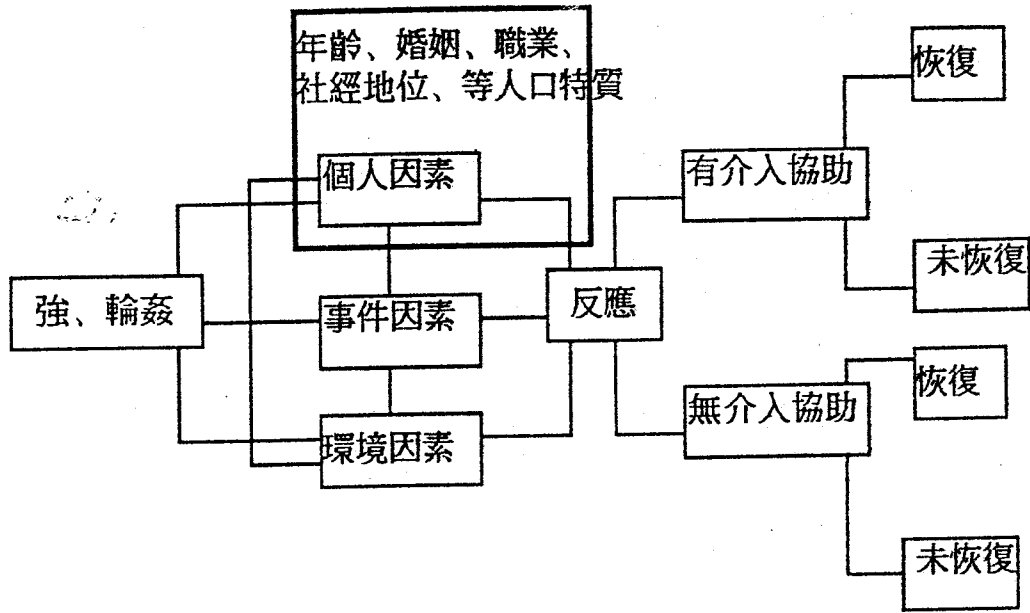 年齡、婚姻、職業、
社經地位、等人口特質
個人因素
強、輪姦
事件因素
環境因素
反應
有介入協助
恢復
未恢復
無介入協助
恢復
未恢復